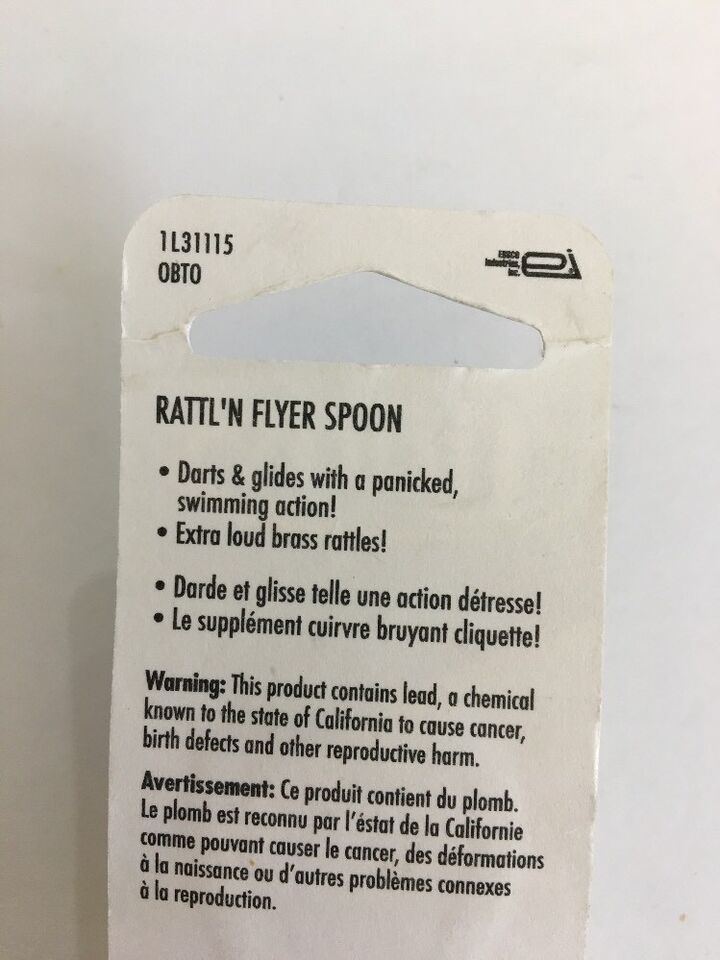 1L31115
OBTO
EBSCO
Industries,
Inc.
ei
RATTL'N FLYER SPOON
• Darts & glides with a panicked,
swimming action!
• Extra loud brass rattles!
• Darde et glisse telle une action détresse!
• Le supplément cuirvre bruyant cliquette!
Warning: This product contains lead, a chemical
known to the state of California to cause cancer,
birth defects and other reproductive harm.
Avertissement: Ce produit contient du plomb.
Le plomb est reconnu par l'éstat de la Californie
comme pouvant causer le cancer, des déformations
à la naissance ou d'autres problèmes connexes
à la reproduction.